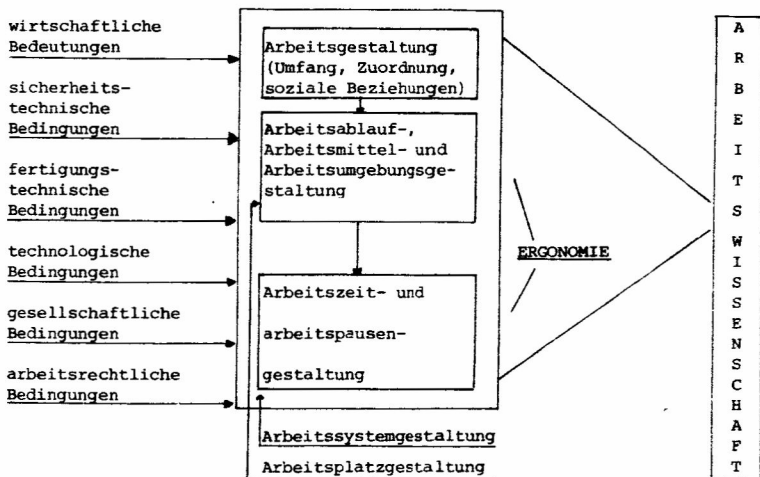 wirtschaftliche
Bedeutungen
sicherheits-
technische
Bedingungen
fertigungs-
technische
Bedingungen
technologische
Bedingungen
gesellschaftliche
Bedingungen
arbeitsrechtliche
Bedingungen
Arbeitsgestaltung
(Umfang, Zuordnung,
soziale Beziehungen)
Arbeitsablauf-,
Arbeitsmittel- und
Arbeitsumgebungsge-
staltung
Arbeitszeit- und
arbeitspausen-
gestaltung
Arbeitssystemgestaltung
Arbeitsplatzgestaltung
ERGONOMIE
ARBEITSWISSENSCHAFT